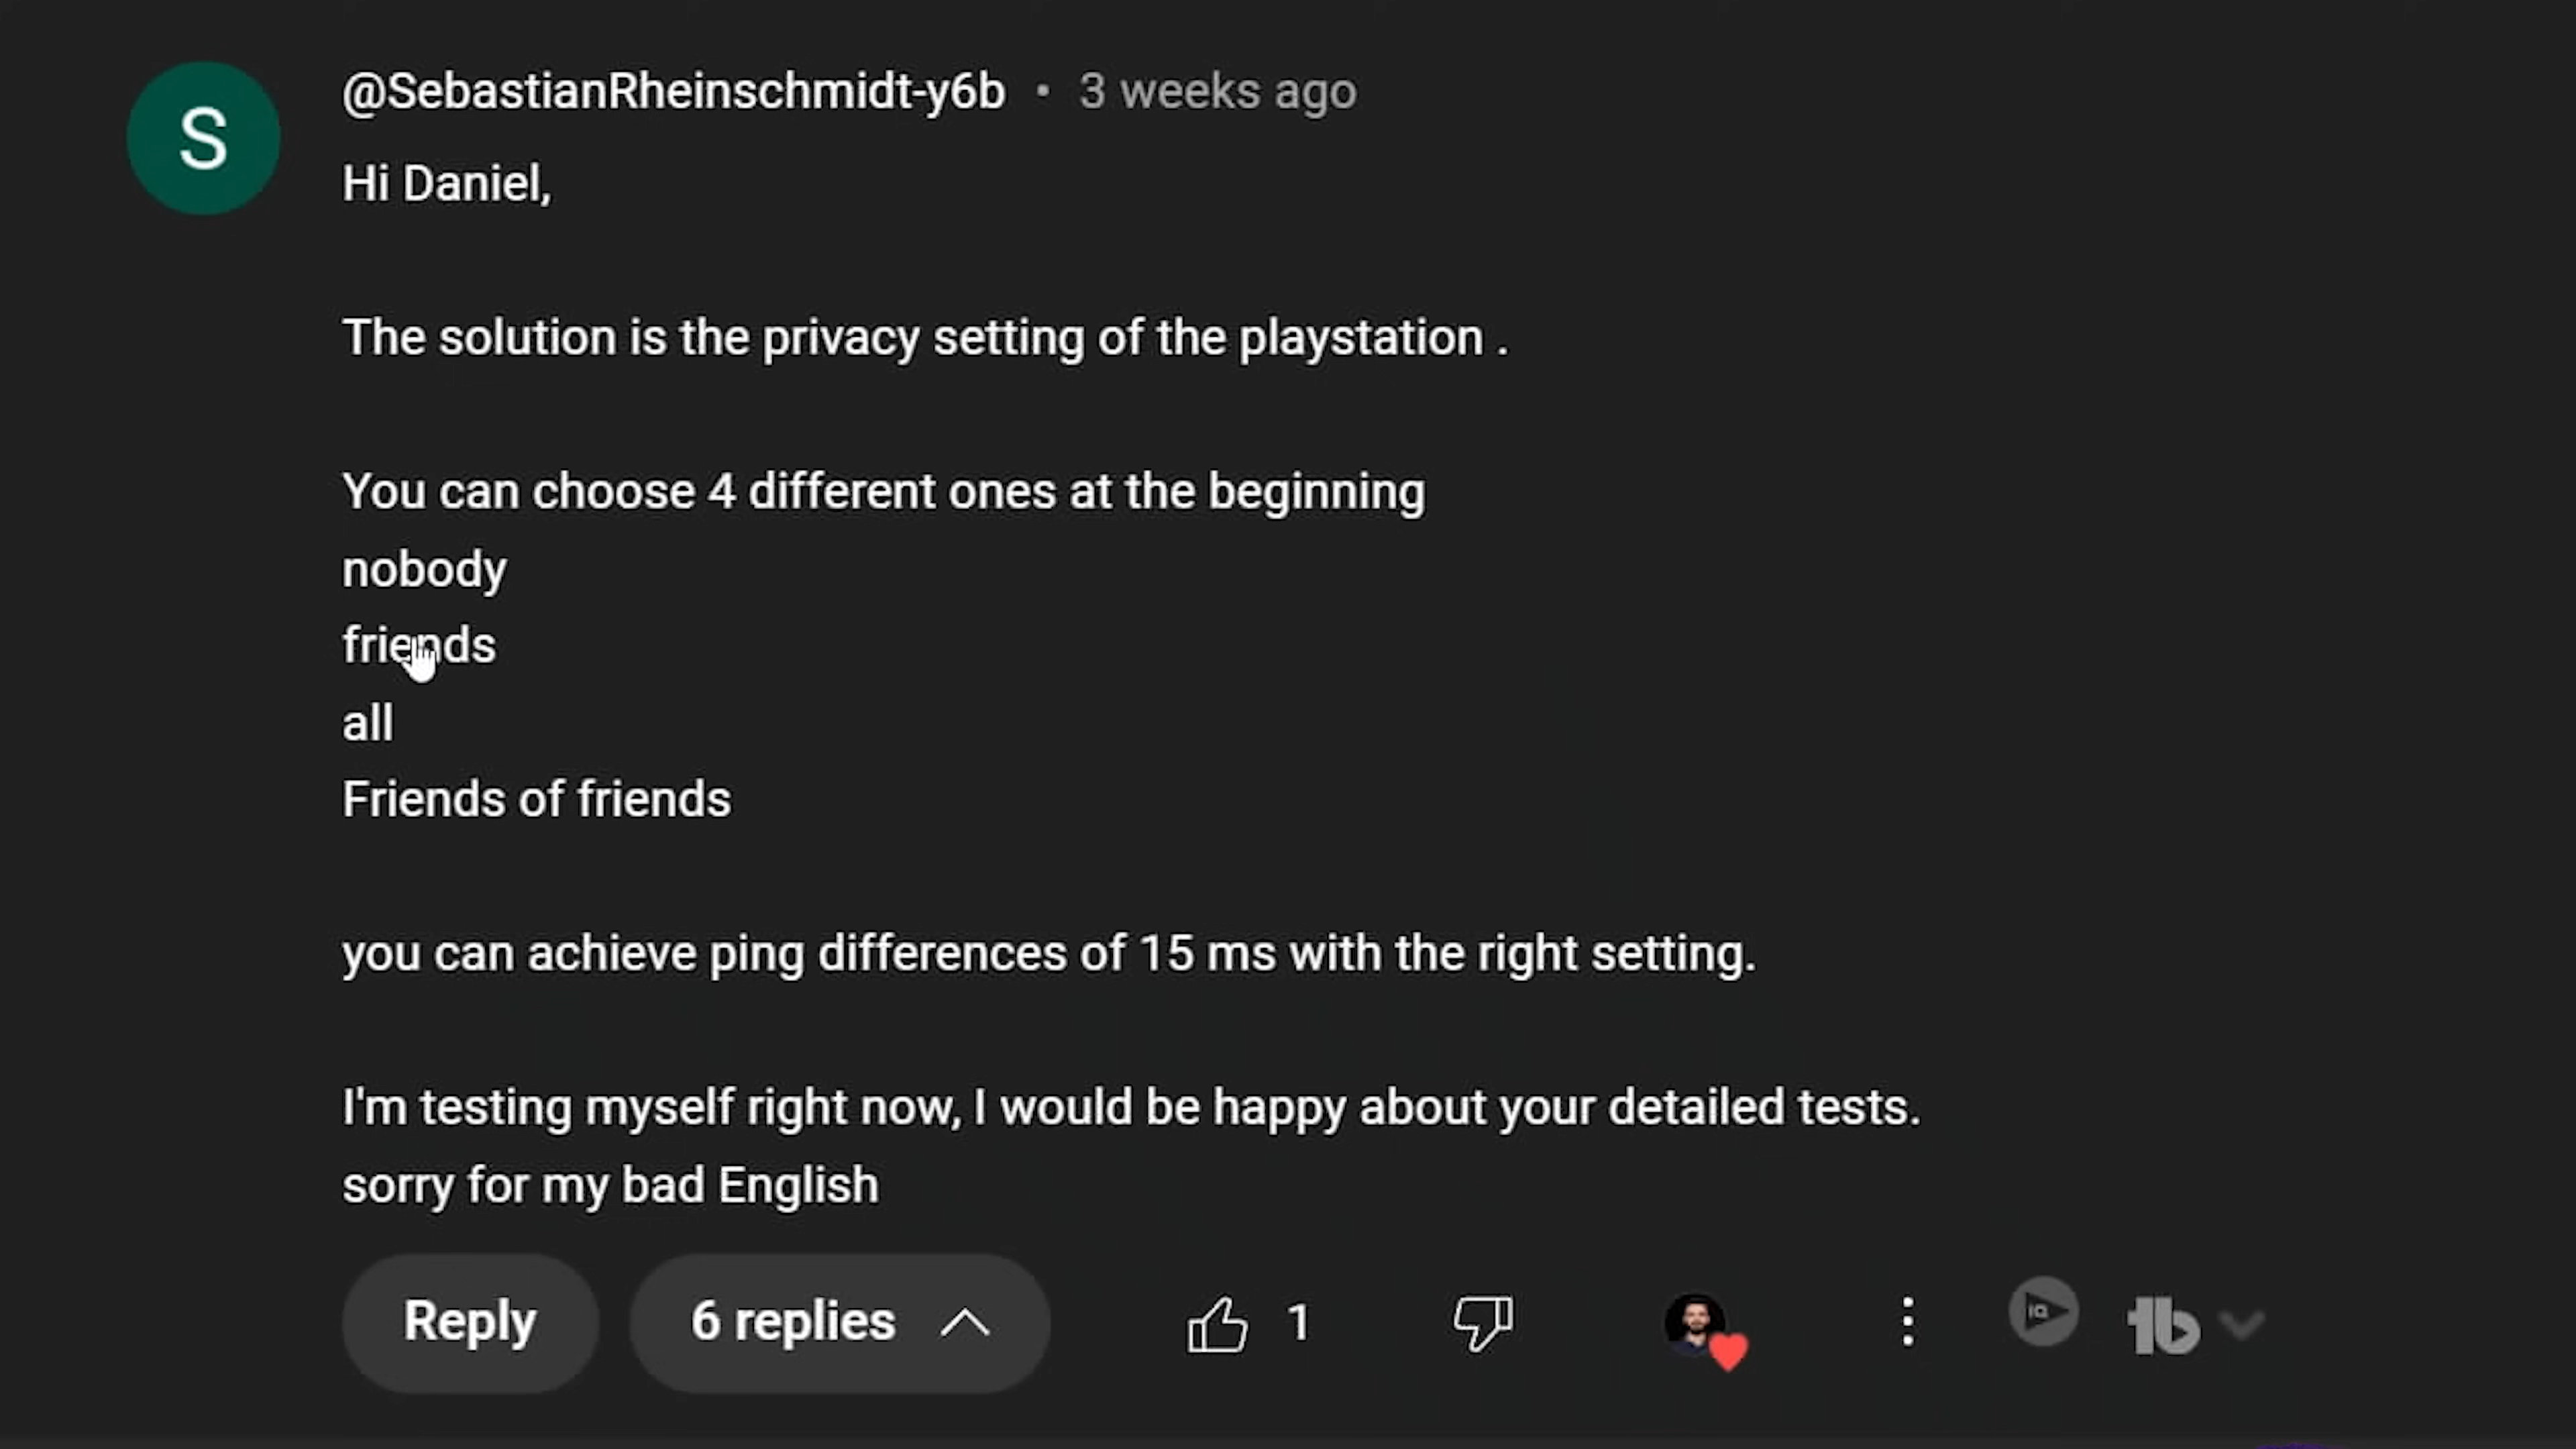 S
@SebastianRheinschmidt-y6b • 3 weeks ago
Hi Daniel,
The solution is the privacy setting of the playstation .
You can choose 4 different ones at the beginning
nobody
friends
all
Friends of friends
you can achieve ping differences of 15 ms with the right setting.
I'm testing myself right now, I would be happy about your detailed tests.
sorry for my bad English
Reply 6 replies 1 IQ tb